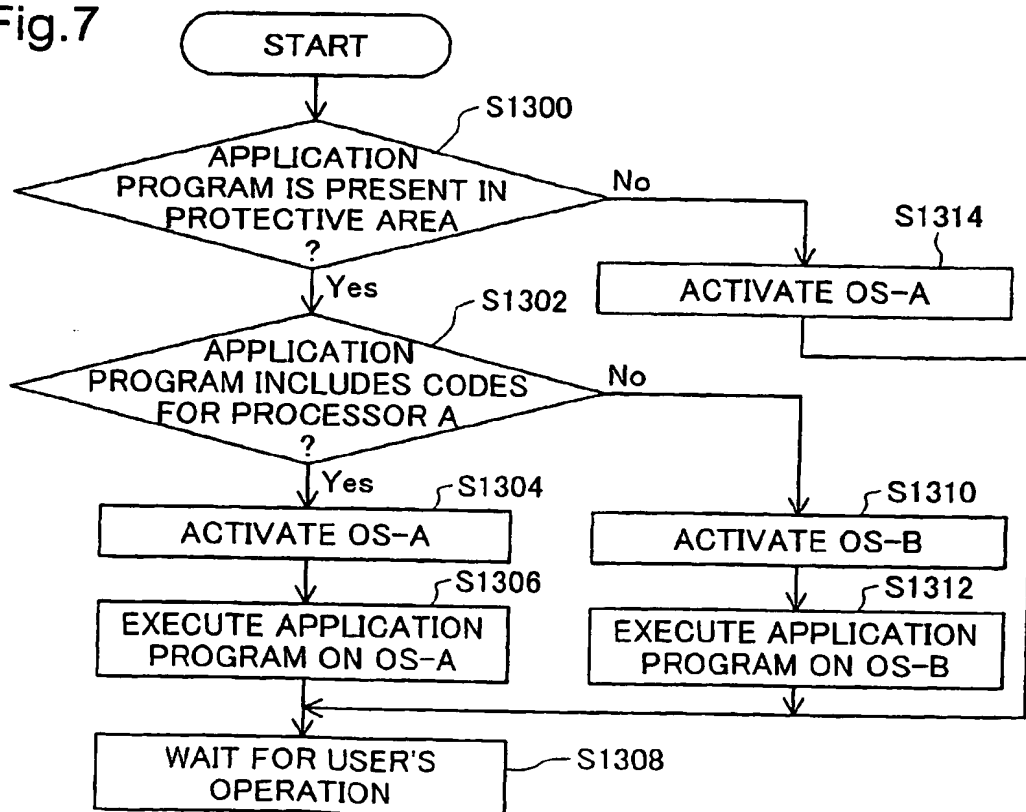 Fig.7
START
S1300
APPLICATION
PROGRAM IS PRESENT IN
PROTECTIVE AREA
?
No
Yes
S1314
ACTIVATE OS-A
S1302
APPLICATION
PROGRAM INCLUDES CODES
FOR PROCESSOR A
?
No
Yes
S1304
ACTIVATE OS-A
S1310
ACTIVATE OS-B
S1306
EXECUTE APPLICATION
PROGRAM ON OS-A
S1312
EXECUTE APPLICATION
PROGRAM ON OS-B
WAIT FOR USER'S
OPERATION
S1308